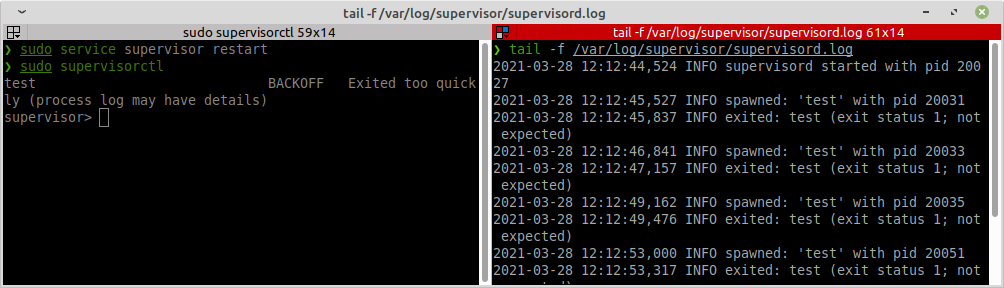 tail -f /var/log/supervisor/supervisord.log
sudo supervisorctl 59x14
❯ sudo service supervisor restart
❯ sudo supervisorctl
test                             BACKOFF   Exited too quick
ly (process log may have details)
supervisor>
tail -f /var/log/supervisor/supervisord.log 61x14
❯ tail -f /var/log/supervisor/supervisord.log
2021-03-28 12:12:44,524 INFO supervisord started with pid 200
27
2021-03-28 12:12:45,527 INFO spawned: 'test' with pid 20031
2021-03-28 12:12:45,837 INFO exited: test (exit status 1; not
 expected)
2021-03-28 12:12:46,841 INFO spawned: 'test' with pid 20033
2021-03-28 12:12:47,157 INFO exited: test (exit status 1; not
 expected)
2021-03-28 12:12:49,162 INFO spawned: 'test' with pid 20035
2021-03-28 12:12:49,476 INFO exited: test (exit status 1; not
 expected)
2021-03-28 12:12:53,000 INFO spawned: 'test' with pid 20051
2021-03-28 12:12:53,317 INFO exited: test (exit status 1; not